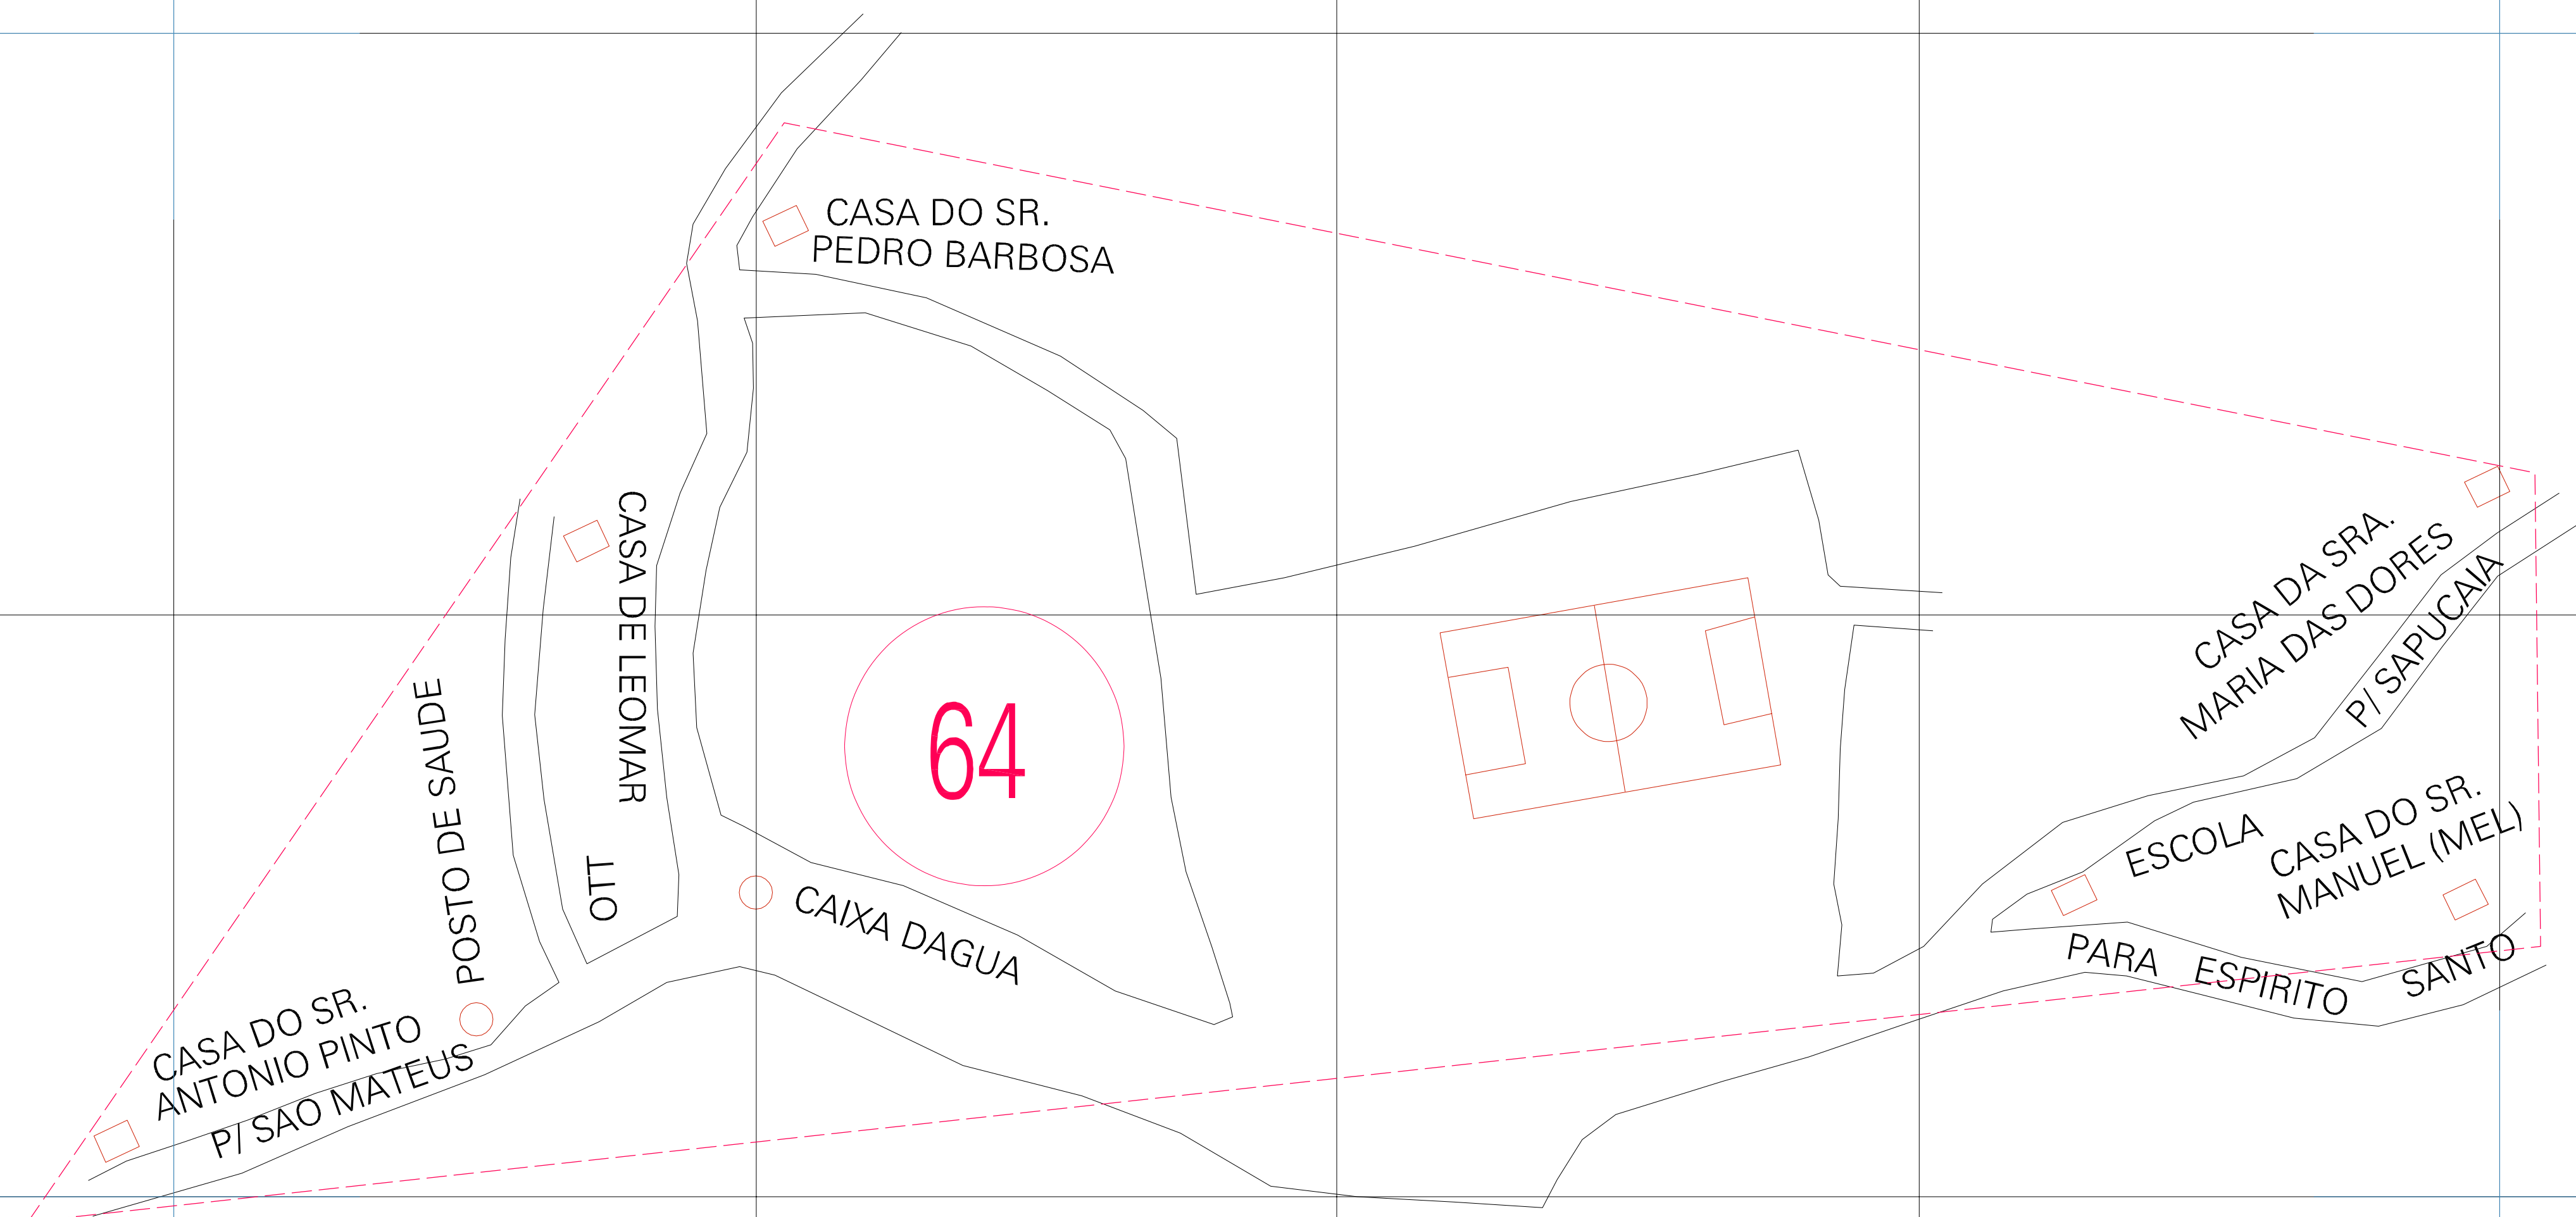 CASA DO SR.
PEDRO BARBOSA
CASA DE LEOMAR
OTT
POSTO DE SAUDE
64
CAIXA DAGUA
CASA DO SR.
ANTONIO PINTO
P/ SAO MATEUS
CASA DA SRA.
MARIA DAS DORES
P/ SAPUCAIA
ESCOLA
CASA DO SR.
MANUEL (MEL)
PARA ESPIRITO SANTO